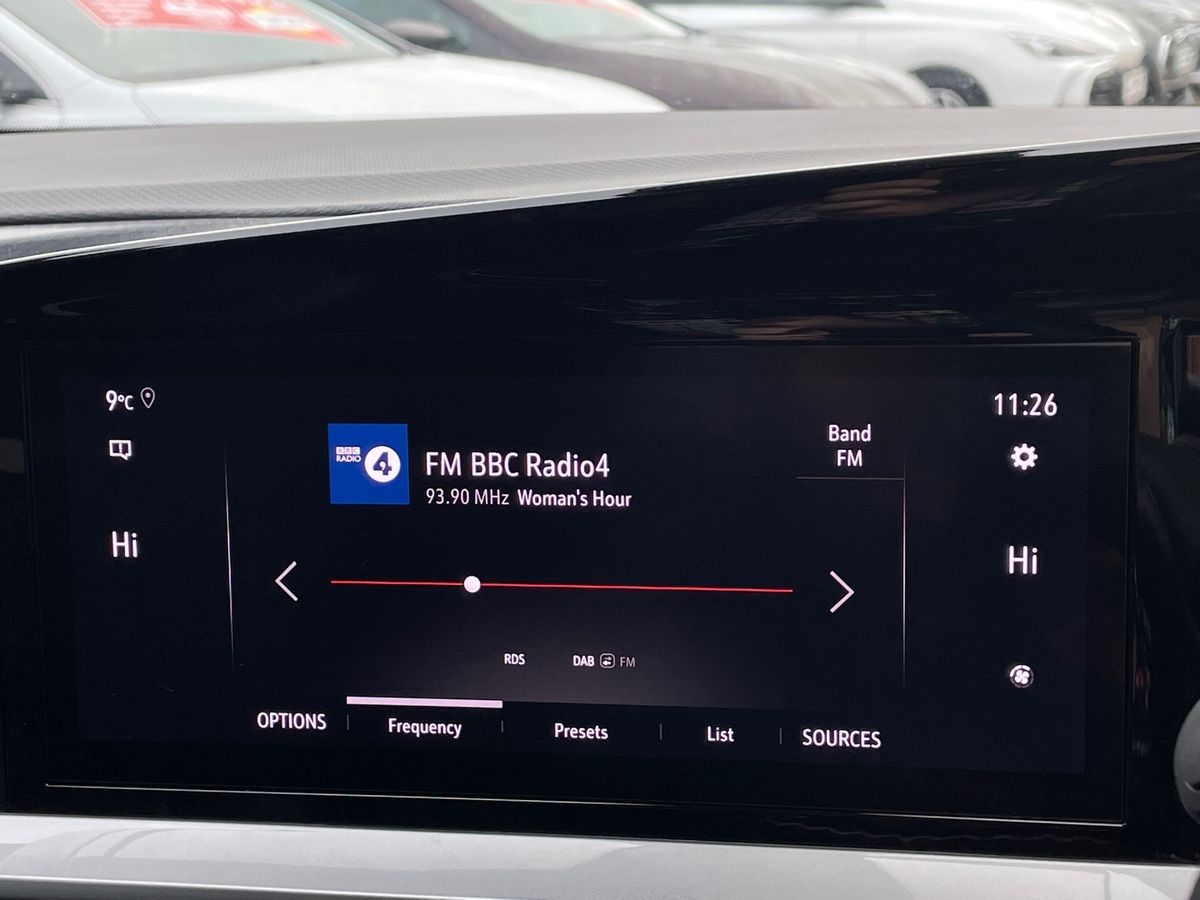 9°C
11:26
BBC
RADIO 4
FM BBC Radio4
93.90 MHz Woman's Hour
Band
FM
Hi
Hi
RDS
DAB FM
OPTIONS
Frequency
Presets
List
SOURCES